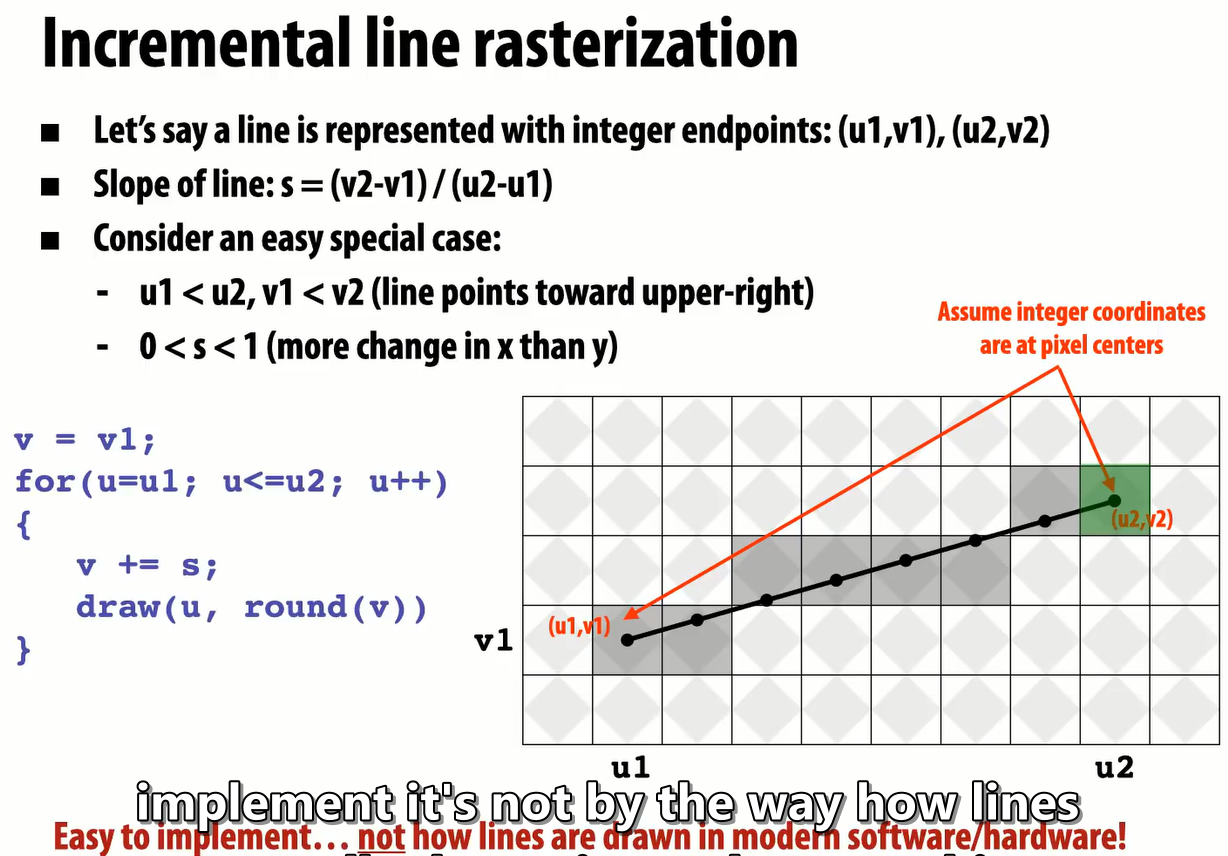 Incremental line rasterization
■ Let's say a line is represented with integer endpoints: (u1,v1), (u2,v2)
■ Slope of line: s = (v2-v1) / (u2-u1)
■ Consider an easy special case:
- u1 < u2, v1 < v2 (line points toward upper-right)
- 0 < s < 1 (more change in x than y)
Assume integer coordinates
are at pixel centers
v = v1;
for(u=u1; u<=u2; u++)
{
v += s;
draw(u, round(v))
}
(u2,v2)
(u1,v1)
v1
u1
u2
implement it's not by the way how lines
Easy to implement... not how lines are drawn in modern software/hardware!